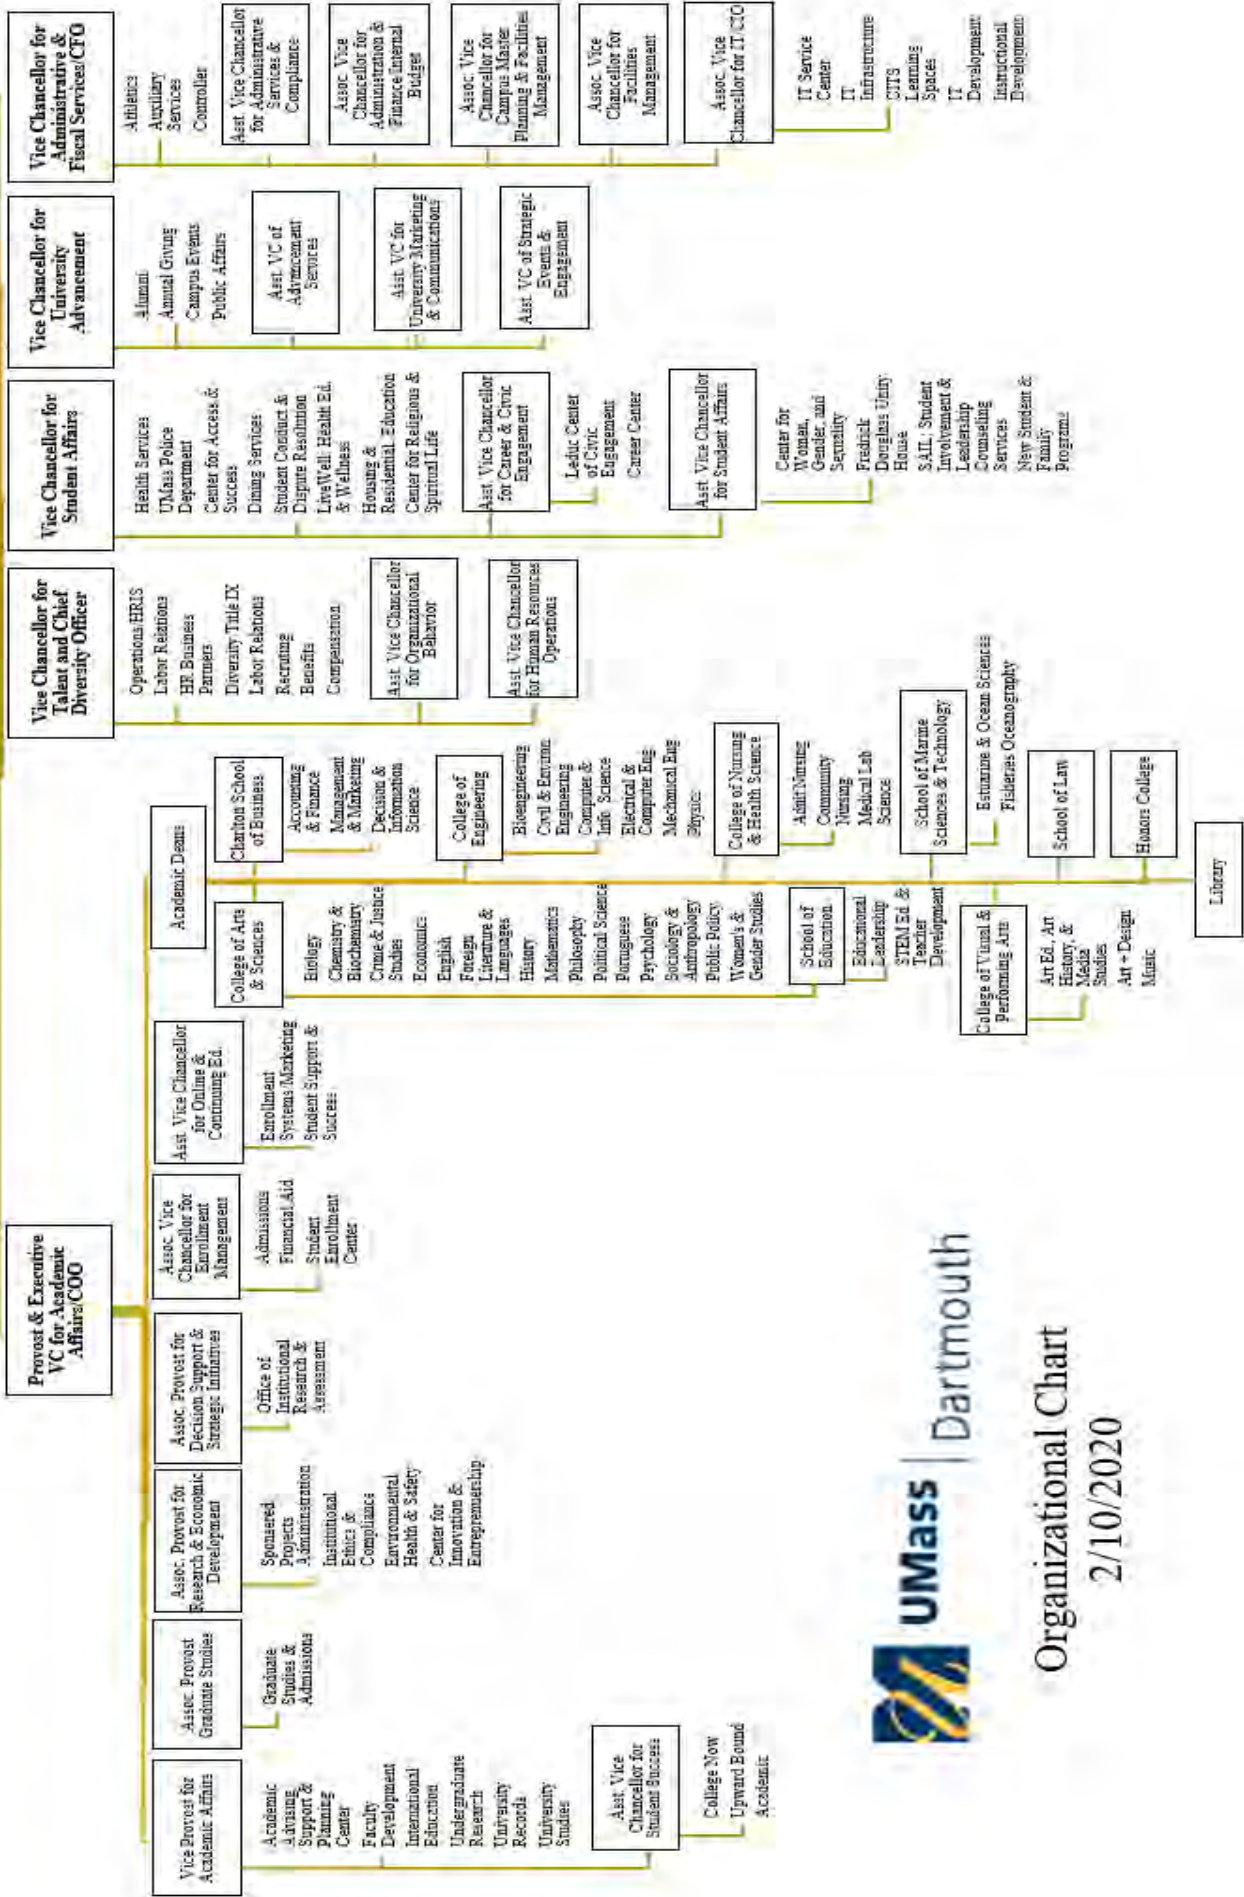 Provost & Executive
VC for Academic
Affairs/COO
Vice Chancellor for
Talent and Chief
Diversity Officer
Vice Chancellor for
Student Affairs
Vice Chancellor for
University
Advancement
Vice Chancellor for
Administrative &
Fiscal Services/CFO
Vice Provost for
Academic Affairs
Academic
Advising
Support &
Planning
Center
Faculty
Development
International
Education
Undergraduate
Research
University
Records
University
Studies
Asst. Vice
Chancellor for
Student Success
College Now
Upward Bound
Academic
Assoc. Provost
Graduate Studies
Graduate
Studies &
Admissions
Assoc. Provost for
Research & Economic
Development
Sponsered
Projects
Admininistration
Institutional
Ethics &
Compliance
Environmental
Health & Safety
Center for
Innovation &
Entrepreneurship
Assoc. Provost for
Decision Support &
Strategic Initiatives
Office of
Institutional
Research &
Assessment
Assoc. Vice
Chancellor for
Enrollment
Management
Admissions
Financial Aid
Student
Enrollment
Center
Asst. Vice Chancellor
for Online &
Continuing Ed.
Enrollment
Systems/Marketing
Student Support &
Success
Academic Deans
College of Arts
& Sciences
Biology
Chemistry &
Biochemistry
Crime & Justice
Studies
Economics
English
Foreign
Literature &
Languages
History
Mathematics
Philosophy
Political Science
Portuguese
Psychology
Sociology &
Anthropology
Public Policy
Women's &
Gender Studies
School of
Education
Educational
Leadership
STEM Ed. &
Teacher
Development
College of Visual &
Performing Arts
Art Ed, Art
History, &
Media
Studies
Art + Design
Music
Charlton School
of Business
Accounting
& Finance
Management
& Marketing
Decision &
Information
Science
College of
Engineering
Bioengineering
Civil & Environ.
Engineering
Computer &
Info Science
Electrical &
Computer Eng
Mechanical Eng
Physics
College of Nursing
& Health Science
Adult Nursing
Community
Nursing
Medical Lab
Science
School of Marine
Sciences & Technology
Estuarine & Ocean Sciences
Fisheries Oceanography
School of Law
Honors College
Library
Operations/HRIS
Labor Relations
HR Business
Partners
Diversity/Title IX
Labor Relations
Recruiting
Benefits
Compensation
Asst. Vice Chancellor
for Organizational
Behavior
Asst. Vice Chancellor
for Human Resources
Operations
Health Services
UMass Police
Department
Center for Access &
Success
Dining Services
Student Conduct &
Dispute Resolution
LiveWell: Health Ed.
& Wellness
Housing &
Residential. Education
Center for Religious &
Spiritual Life
Asst. Vice Chancellor
for Career & Civic
Engagement
Leduc Center
of Civic
Engagement
Career Center
Asst. Vice Chancellor
for Student Affairs
Center for
Women,
Gender, and
Sexuality
Fredrick
Douglass Unity
House
SAIL: Student
Involvement &
Leadership
Counseling
Services
New Student &
Family
Programs
Alumni
Annual Giving
Campus Events
Public Affairs
Asst. VC of
Advancement
Services
Asst. VC for
University Marketing
& Communications
Asst. VC of Strategic
Events &
Engagement
Athletics
Auxiliary
Services
Controller
Asst. Vice Chancellor
for Administrative
Services &
Compliance
Assoc. Vice
Chancellor for
Administration &
Finance/Internal
Budget
Assoc. Vice
Chancellor for
Campus Master
Planning & Facilities
Management
Assoc. Vice
Chancellor for
Facilities
Management
Assoc. Vice
Chancellor for IT/CIO
IT Service
Center
IT
Infrastructure
CITS
Learning
Spaces
IT
Development
Instructional
Development
UMass | Dartmouth
Organizational Chart
2/10/2020